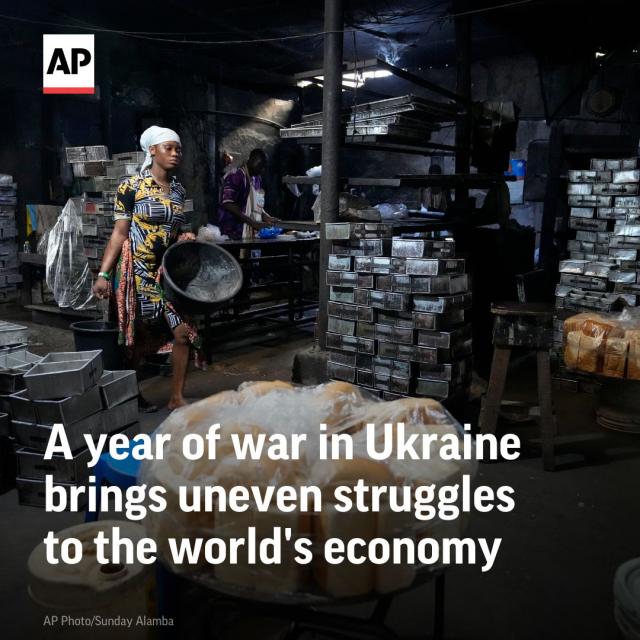 AP
A year of war in Ukraine
brings uneven struggles
to the world's economy
AP Photo/Sunday Alamba